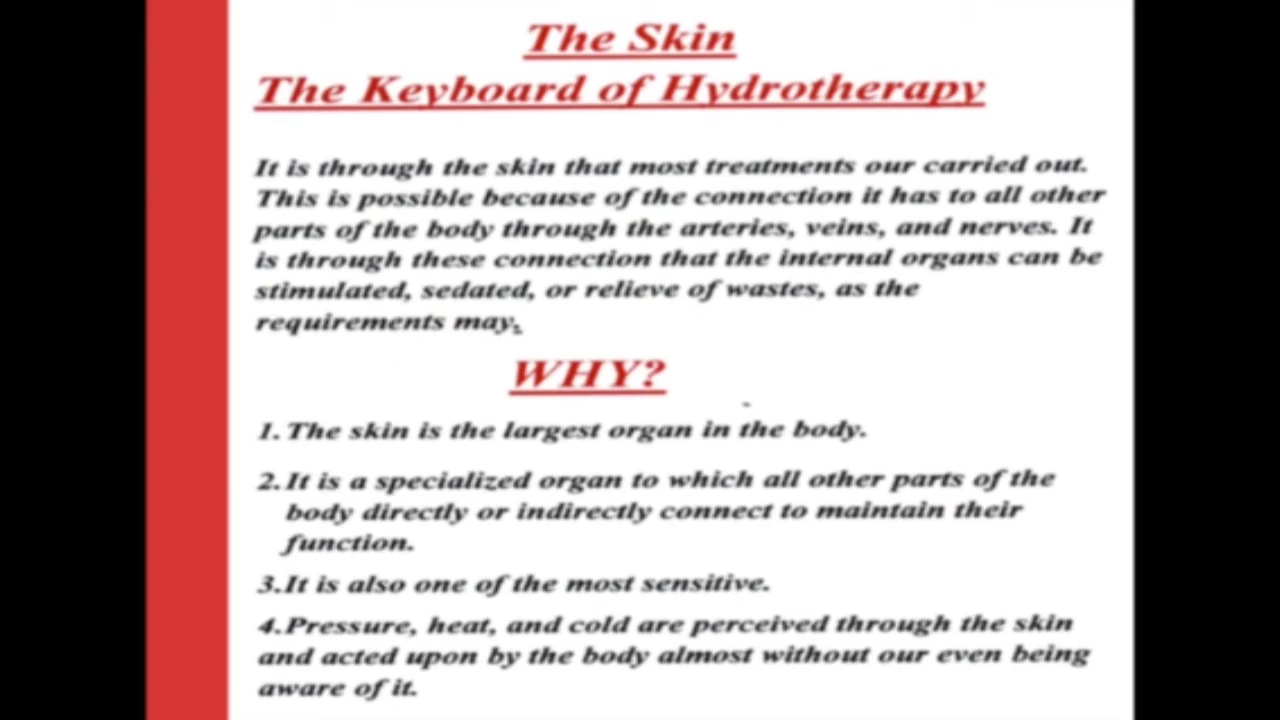 The Skin
The Keyboard of Hydrotherapy
It is through the skin that most treatments our carried out.
This is possible because of the connection it has to all other
parts of the body through the arteries, veins, and nerves. It
is through these connection that the internal organs can be
stimulated, sedated, or relieve of wastes, as the
requirements may.
WHY?
1. The skin is the largest organ in the body.
2. It is a specialized organ to which all other parts of the
body directly or indirectly connect to maintain their
function.
3.It is also one of the most sensitive.
4.Pressure, heat, and cold are perceived through the skin
and acted upon by the body almost without our even being
aware of it.